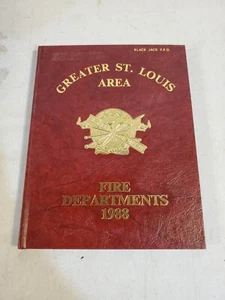 BLACK JACK F.P.D.
GREATER ST. LOUIS
AREA
FIRE
DEPARTMENTS
1988